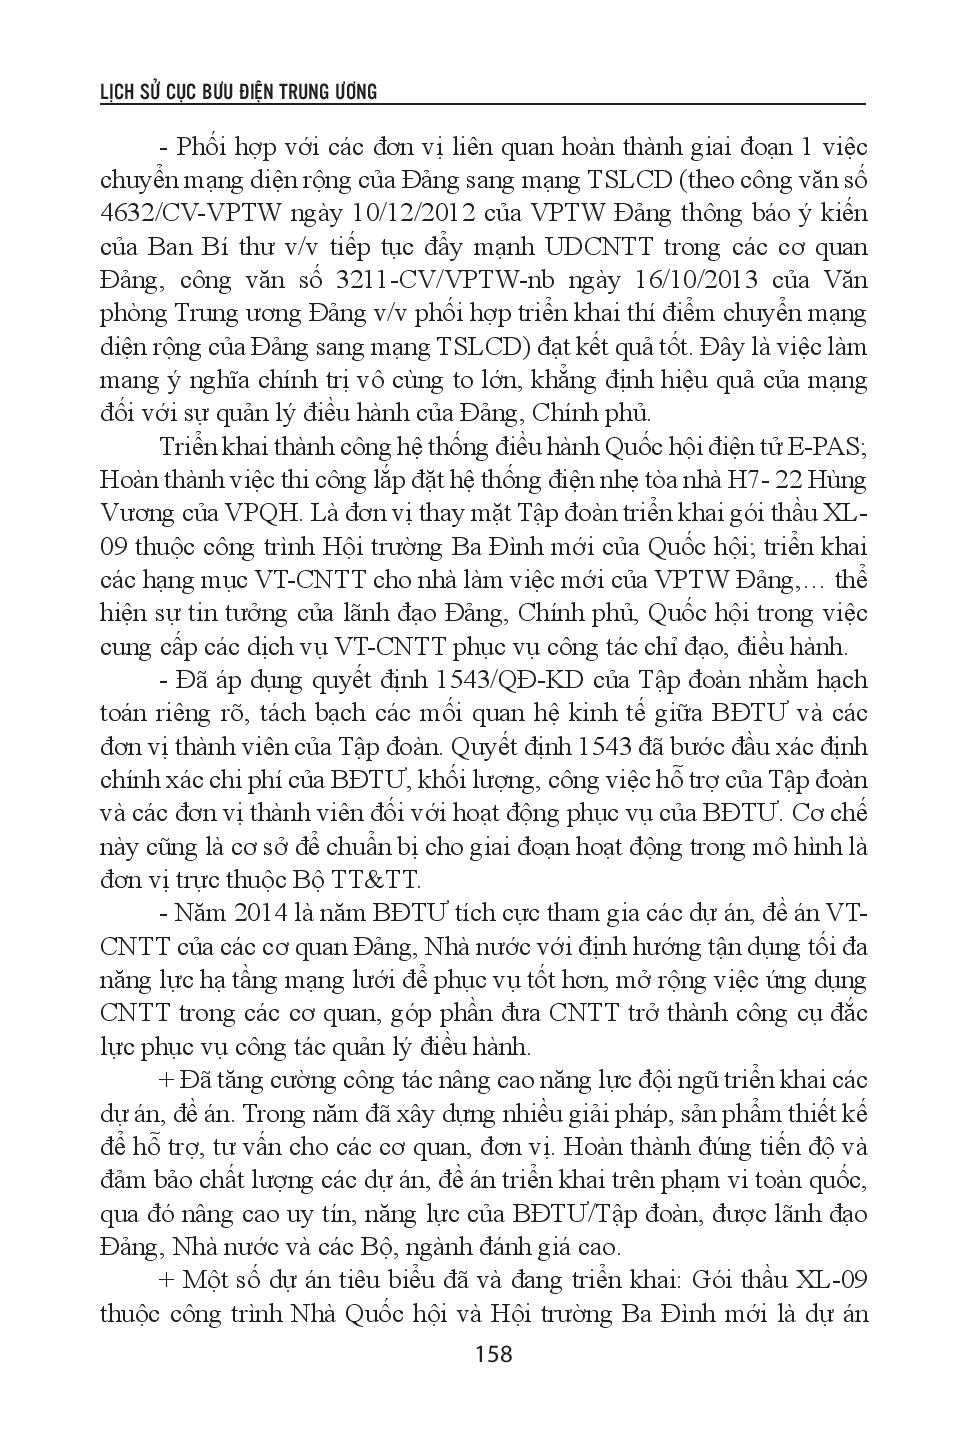 LỊCH SỬ CỤC BƯU ĐIỆN TRUNG ƯƠNG
- Phối hợp với các đơn vị liên quan hoàn thành giai đoạn 1 việc
chuyển mạng diện rộng của Đảng sang mạng TSLCD (theo công văn số
4632/CV-VPTW ngày 10/12/2012 của VPTW Đảng thông báo ý kiến
của Ban Bí thư v/v tiếp tục đẩy mạnh UDCNTT trong các cơ quan
Đảng, công văn số 3211-CV/VPTW-nb ngày 16/10/2013 của Văn
phòng Trung ương Đảng v/v phối hợp triển khai thí điểm chuyển mạng
diện rộng của Đảng sang mạng TSLCD) đạt kết quả tốt. Đây là việc làm
mang ý nghĩa chính trị vô cùng to lớn, khẳng định hiệu quả của mạng
đối với sự quản lý điều hành của Đảng, Chính phủ.
Triển khai thành công hệ thống điều hành Quốc hội điện tử E-PAS;
Hoàn thành việc thi công lắp đặt hệ thống điện nhẹ tòa nhà H7- 22 Hùng
Vương của VPQH. Là đơn vị thay mặt Tập đoàn triển khai gói thầu XL-
09 thuộc công trình Hội trường Ba Đình mới của Quốc hội; triển khai
các hạng mục VT-CNTT cho nhà làm việc mới của VPTW Đảng,… thể
hiện sự tin tưởng của lãnh đạo Đảng, Chính phủ, Quốc hội trong việc
cung cấp các dịch vụ VT-CNTT phục vụ công tác chỉ đạo, điều hành.
- Đã áp dụng quyết định 1543/QĐ-KD của Tập đoàn nhằm hạch
toán riêng rõ, tách bạch các mối quan hệ kinh tế giữa BĐTƯ và các
đơn vị thành viên của Tập đoàn. Quyết định 1543 đã bước đầu xác định
chính xác chi phí của BĐTƯ, khối lượng, công việc hỗ trợ của Tập đoàn
và các đơn vị thành viên đối với hoạt động phục vụ của BĐTƯ. Cơ chế
này cũng là cơ sở để chuẩn bị cho giai đoạn hoạt động trong mô hình là
đơn vị trực thuộc Bộ TT&TT.
- Năm 2014 là năm BĐTƯ tích cực tham gia các dự án, đề án VT-
CNTT của các cơ quan Đảng, Nhà nước với định hướng tận dụng tối đa
năng lực hạ tầng mạng lưới để phục vụ tốt hơn, mở rộng việc ứng dụng
CNTT trong các cơ quan, góp phần đưa CNTT trở thành công cụ đắc
lực phục vụ công tác quản lý điều hành.
+ Đã tăng cường công tác nâng cao năng lực đội ngũ triển khai các
dự án, đề án. Trong năm đã xây dựng nhiều giải pháp, sản phẩm thiết kế
để hỗ trợ, tư vấn cho các cơ quan, đơn vị. Hoàn thành đúng tiến độ và
đảm bảo chất lượng các dự án, đề án triển khai trên phạm vi toàn quốc,
qua đó nâng cao uy tín, năng lực của BĐTƯ/Tập đoàn, được lãnh đạo
Đảng, Nhà nước và các Bộ, ngành đánh giá cao.
+ Một số dự án tiêu biểu đã và đang triển khai: Gói thầu XL-09
thuộc công trình Nhà Quốc hội và Hội trường Ba Đình mới là dự án
158